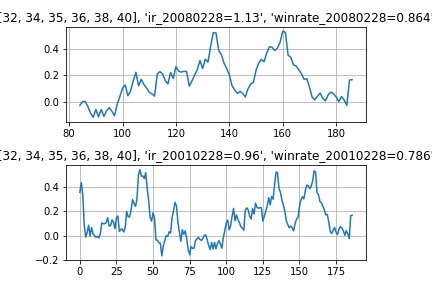 [32, 34, 35, 36, 38, 40], 'ir_20080228=1.13', 'winrate_20080228=0.864'
0.4
0.2
0.0
80 100 120 140 160 180
[32, 34, 35, 36, 38, 40], 'ir_20010228=0.96', 'winrate_20010228=0.786'
0.4
0.2
0.0
−0.2
0 25 50 75 100 125 150 175